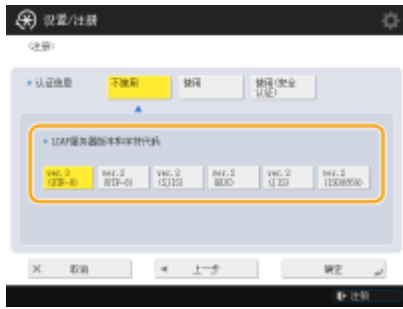 设置/注册
<注册>
认证信息
不使用
使用
使用(安全
认证)
LDAP服务器版本和字符代码
ver. 3
(UTF-8)
ver. 2
(UTF-8)
ver. 2
(SJIS)
ver. 2
(EUC)
ver. 2
(JIS)
ver. 2
(ISO8859)
取消
上一步
确定
注销